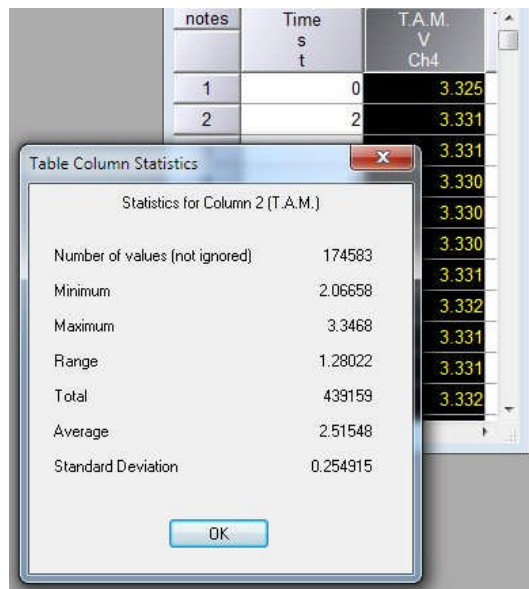 notes Time T.A.M.
s V
t Ch4
1 0 3.325
2 2 3.331
3.331
3.330
3.330
3.330
3.331
3.332
3.331
3.331
3.332
Table Column Statistics
Statistics for Column 2 (T.A.M.)
Number of values (not ignored) 174583
Minimum 2.06658
Maximum 3.3468
Range 1.28022
Total 439159
Average 2.51548
Standard Deviation 0.254915
OK